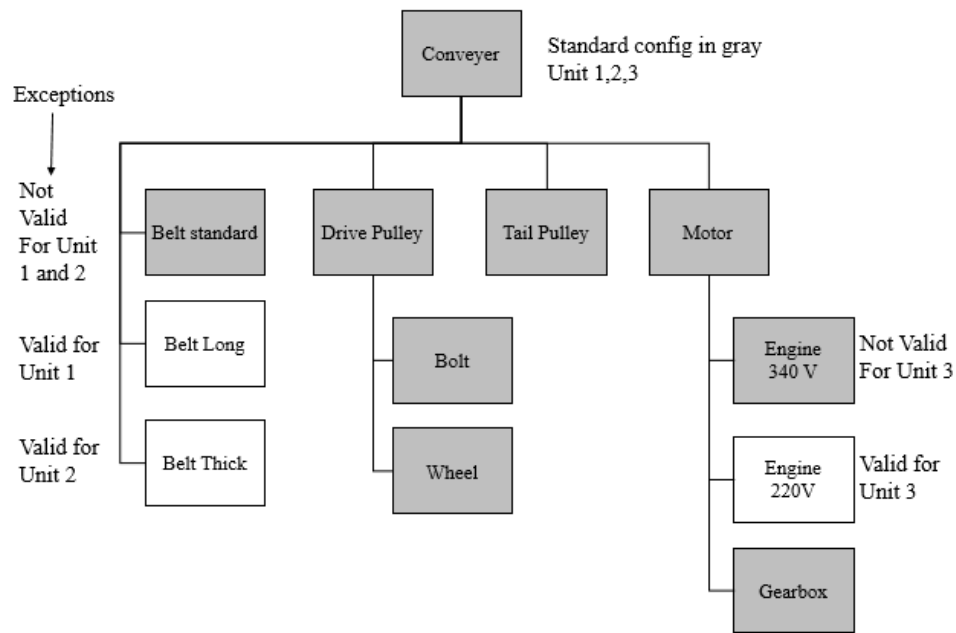 Conveyer
Standard config in gray
Unit 1,2,3
Exceptions
Not
Valid
For Unit
1 and 2
Belt standard
Drive Pulley
Tail Pulley
Motor
Valid for
Unit 1
Belt Long
Bolt
Engine
340 V
Not Valid
For Unit 3
Valid for
Unit 2
Belt Thick
Wheel
Engine
220V
Valid for
Unit 3
Gearbox